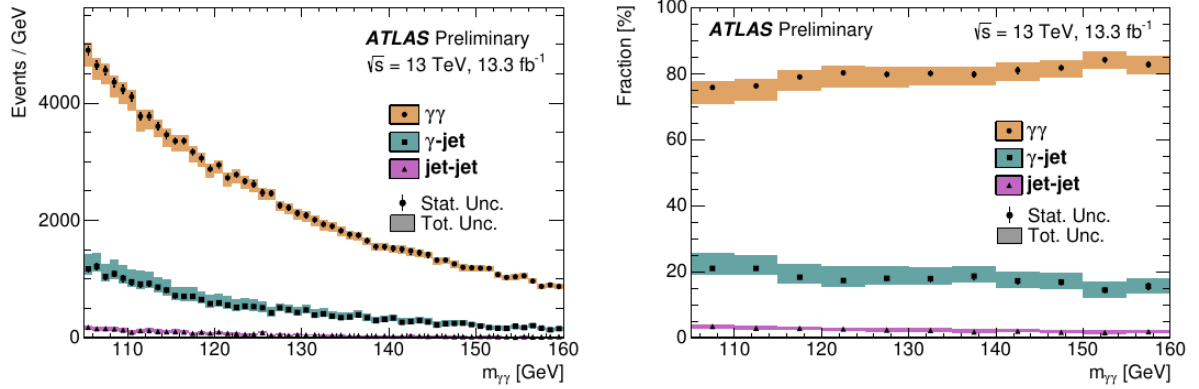 Events / GeV
4000
2000
0
110 120 130 140 150 160
m_γγ [GeV]
ATLAS Preliminary
√s = 13 TeV, 13.3 fb⁻¹
γγ
γ-jet
jet-jet
Stat. Unc.
Tot. Unc.
Fraction [%]
100
80
60
40
20
0
110 120 130 140 150 160
m_γγ [GeV]
ATLAS Preliminary √s = 13 TeV, 13.3 fb⁻¹
γγ
γ-jet
jet-jet
Stat. Unc.
Tot. Unc.